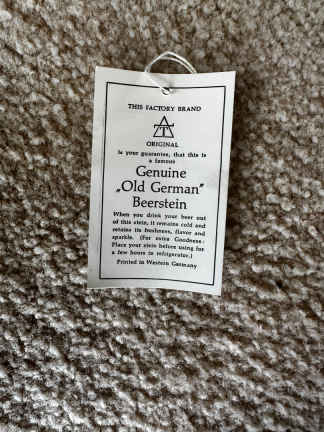 THIS FACTORY BRAND
ORIGINAL
is your guarantee, that this is
a famous
Genuine
„Old German"
Beerstein
When you drink your beer out
of this stein, it remains cold and
retains its freshness, flavor and
sparkle. (For extra Goodness:
Place your stein before using for
a few hours in refrigerator.)
Printed in Western Germany